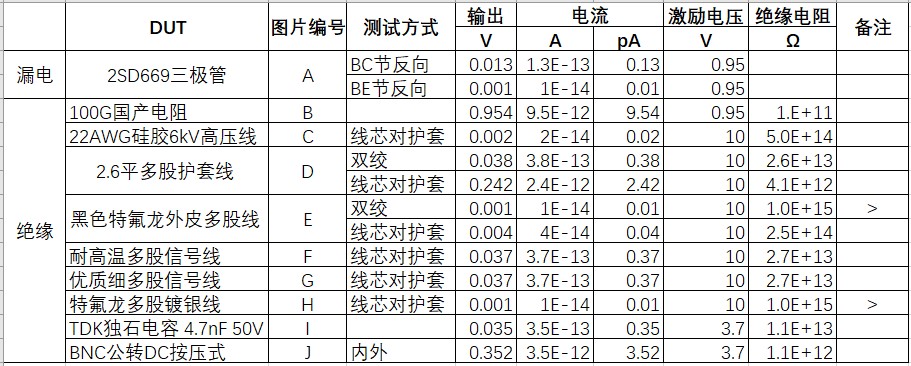 DUT 图片编号 测试方式 输出 电流 激励电压 绝缘电阻 备注
V A pA V Ω
漏电 2SD669三极管 A BC节反向 0.013 1.3E-13 0.13 0.95
BE节反向 0.001 1E-14 0.01 0.95
绝缘 100G国产电阻 B 0.954 9.5E-12 9.54 0.95 1.E+11
22AWG硅胶6kV高压线 C 线芯对护套 0.002 2E-14 0.02 10 5.0E+14
2.6平多股护套线 D 双绞 0.038 3.8E-13 0.38 10 2.6E+13
线芯对护套 0.242 2.4E-12 2.42 10 4.1E+12
黑色特氟龙外皮多股线 E 双绞 0.001 1E-14 0.01 10 1.0E+15 >
线芯对护套 0.004 4E-14 0.04 10 2.5E+14
耐高温多股信号线 F 线芯对护套 0.037 3.7E-13 0.37 10 2.7E+13
优质细多股信号线 G 线芯对护套 0.037 3.7E-13 0.37 10 2.7E+13
特氟龙多股镀银线 H 线芯对护套 0.001 1E-14 0.01 10 1.0E+15 >
TDK独石电容 4.7nF 50V I 0.035 3.5E-13 0.35 3.7 1.1E+13
BNC公转DC按压式 J 内外 0.352 3.5E-12 3.52 3.7 1.1E+12